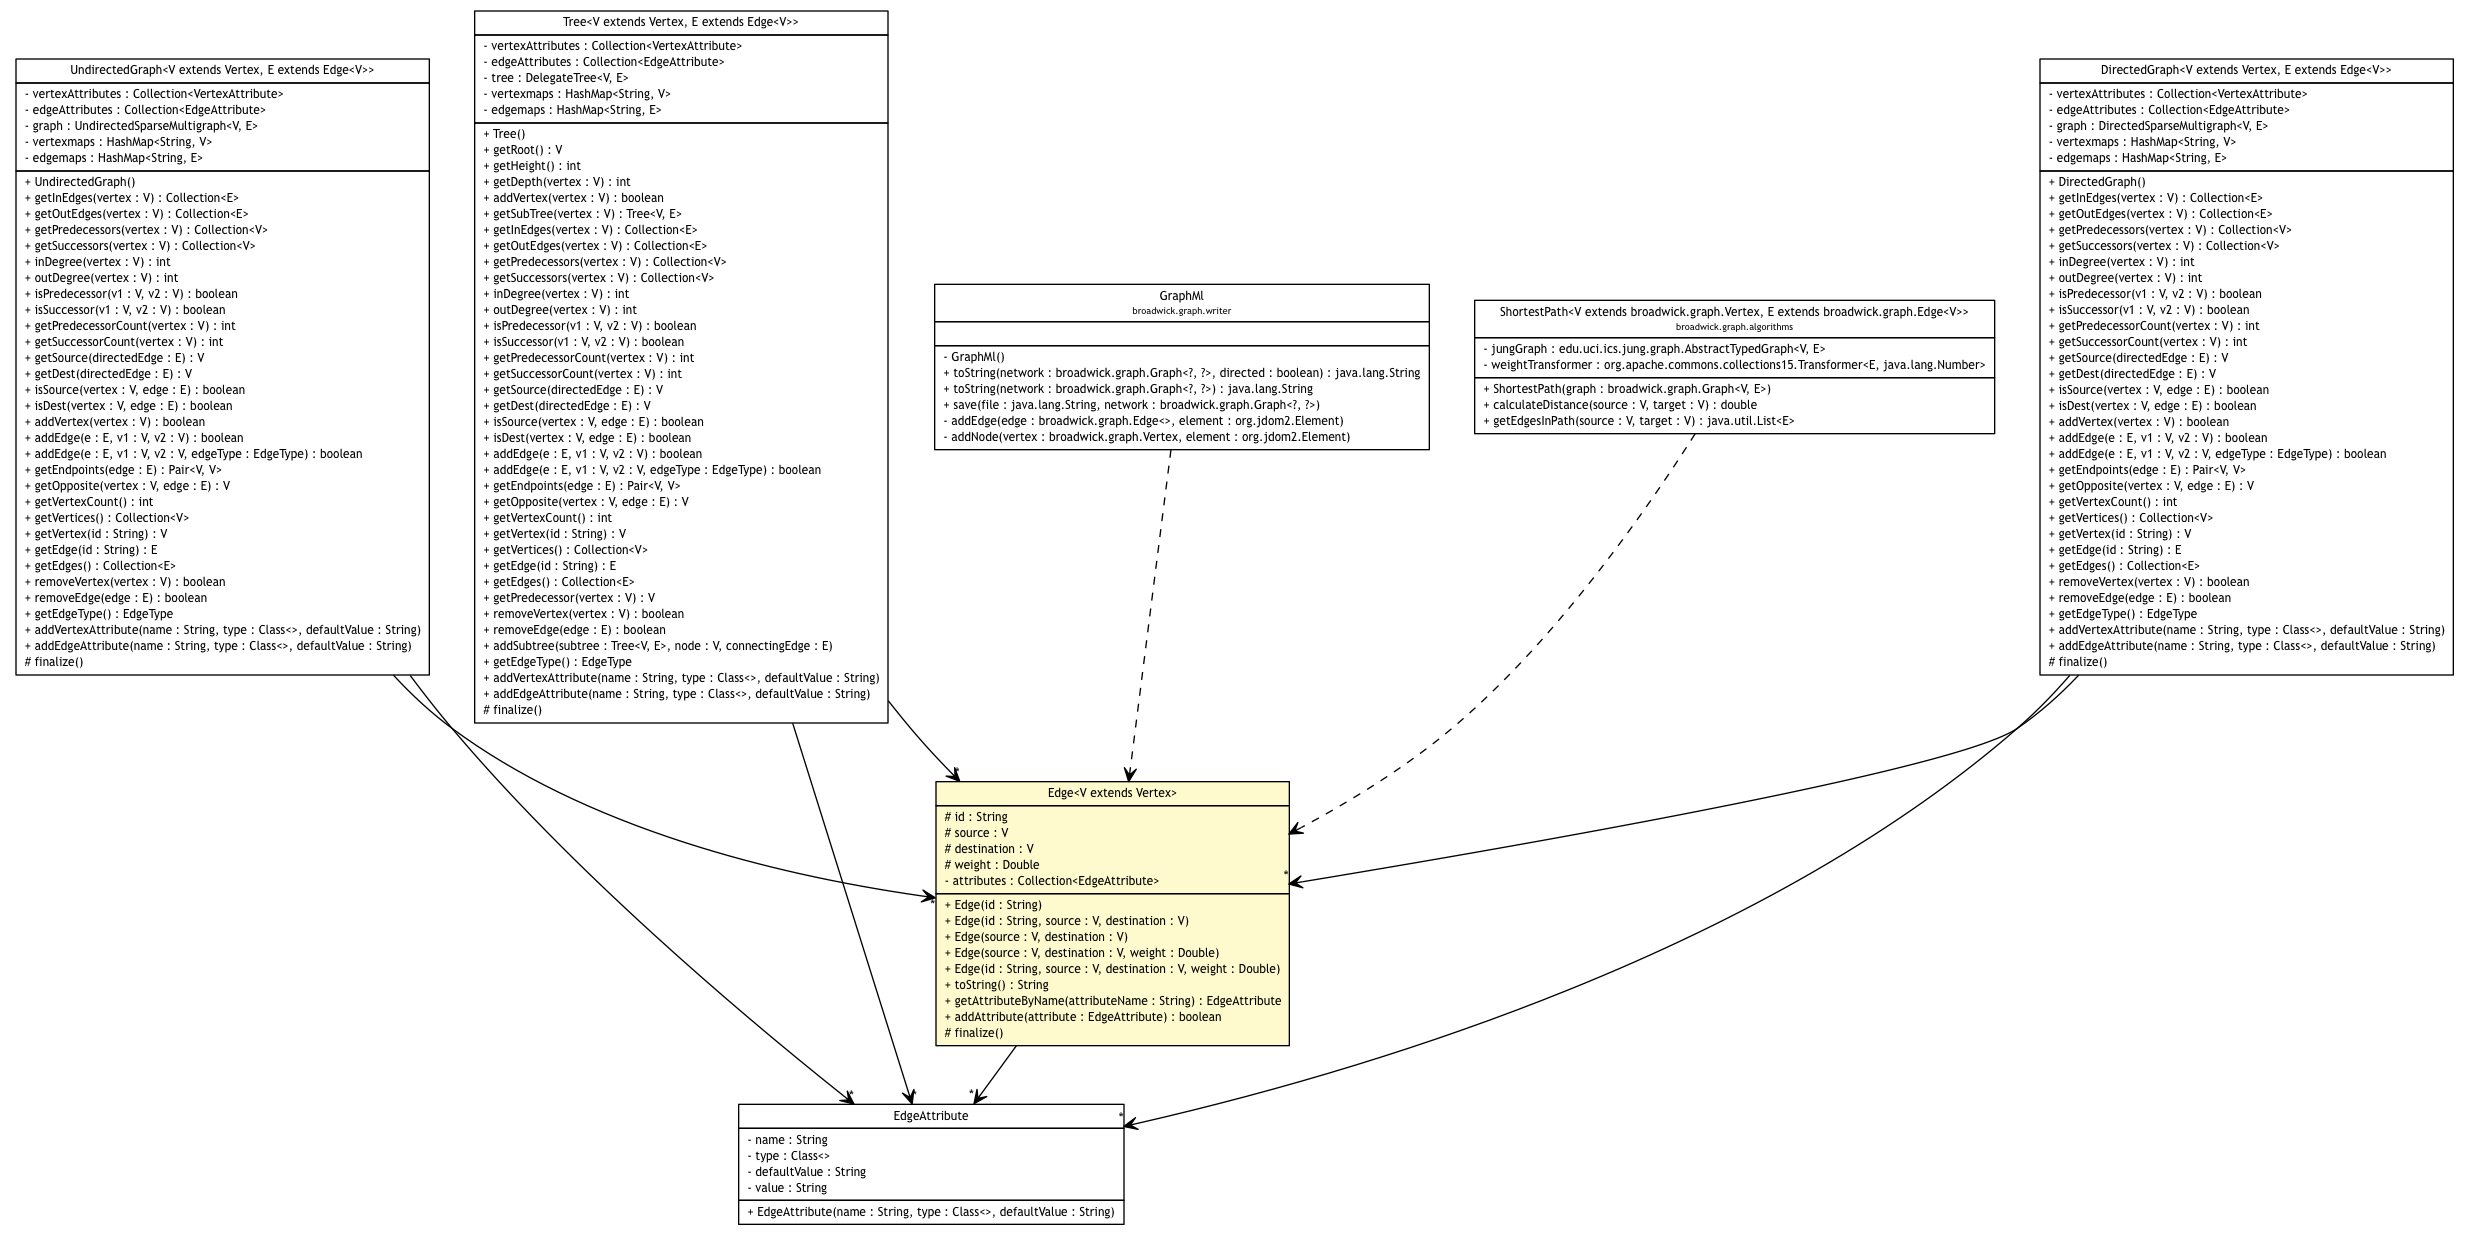 UndirectedGraph<V extends Vertex, E extends Edge<V>>
- vertexAttributes : Collection<VertexAttribute>
- edgeAttributes : Collection<EdgeAttribute>
- graph : UndirectedSparseMultigraph<V, E>
- vertexmaps : HashMap<String, V>
- edgemaps : HashMap<String, E>
+ UndirectedGraph()
+ getInEdges(vertex : V) : Collection<E>
+ getOutEdges(vertex : V) : Collection<E>
+ getPredecessors(vertex : V) : Collection<V>
+ getSuccessors(vertex : V) : Collection<V>
+ inDegree(vertex : V) : int
+ outDegree(vertex : V) : int
+ isPredecessor(v1 : V, v2 : V) : boolean
+ isSuccessor(v1 : V, v2 : V) : boolean
+ getPredecessorCount(vertex : V) : int
+ getSuccessorCount(vertex : V) : int
+ getSource(directedEdge : E) : V
+ getDest(directedEdge : E) : V
+ isSource(vertex : V, edge : E) : boolean
+ isDest(vertex : V, edge : E) : boolean
+ addVertex(vertex : V) : boolean
+ addEdge(e : E, v1 : V, v2 : V) : boolean
+ addEdge(e : E, v1 : V, v2 : V, edgeType : EdgeType) : boolean
+ getEndpoints(edge : E) : Pair<V, V>
+ getOpposite(vertex : V, edge : E) : V
+ getVertexCount() : int
+ getVertices() : Collection<V>
+ getVertex(id : String) : V
+ getEdge(id : String) : E
+ getEdges() : Collection<E>
+ removeVertex(vertex : V) : boolean
+ removeEdge(edge : E) : boolean
+ getEdgeType() : EdgeType
+ addVertexAttribute(name : String, type : Class<>, defaultValue : String)
+ addEdgeAttribute(name : String, type : Class<>, defaultValue : String)
# finalize()
Tree<V extends Vertex, E extends Edge<V>>
- vertexAttributes : Collection<VertexAttribute>
- edgeAttributes : Collection<EdgeAttribute>
- tree : DelegateTree<V, E>
- vertexmaps : HashMap<String, V>
- edgemaps : HashMap<String, E>
+ Tree()
+ getRoot() : V
+ getHeight() : int
+ getDepth(vertex : V) : int
+ addVertex(vertex : V) : boolean
+ getSubTree(vertex : V) : Tree<V, E>
+ getInEdges(vertex : V) : Collection<E>
+ getOutEdges(vertex : V) : Collection<E>
+ getPredecessors(vertex : V) : Collection<V>
+ getSuccessors(vertex : V) : Collection<V>
+ inDegree(vertex : V) : int
+ outDegree(vertex : V) : int
+ isPredecessor(v1 : V, v2 : V) : boolean
+ isSuccessor(v1 : V, v2 : V) : boolean
+ getPredecessorCount(vertex : V) : int
+ getSuccessorCount(vertex : V) : int
+ getSource(directedEdge : E) : V
+ getDest(directedEdge : E) : V
+ isSource(vertex : V, edge : E) : boolean
+ isDest(vertex : V, edge : E) : boolean
+ addEdge(e : E, v1 : V, v2 : V) : boolean
+ addEdge(e : E, v1 : V, v2 : V, edgeType : EdgeType) : boolean
+ getEndpoints(edge : E) : Pair<V, V>
+ getOpposite(vertex : V, edge : E) : V
+ getVertexCount() : int
+ getVertex(id : String) : V
+ getVertices() : Collection<V>
+ getEdge(id : String) : E
+ getEdges() : Collection<E>
+ getPredecessor(vertex : V) : V
+ removeVertex(vertex : V) : boolean
+ removeEdge(edge : E) : boolean
+ addSubtree(subtree : Tree<V, E>, node : V, connectingEdge : E)
+ getEdgeType() : EdgeType
+ addVertexAttribute(name : String, type : Class<>, defaultValue : String)
+ addEdgeAttribute(name : String, type : Class<>, defaultValue : String)
# finalize()
GraphMl
broadwick.graph.writer
- GraphMl()
+ toString(network : broadwick.graph.Graph<?, ?>, directed : boolean) : java.lang.String
+ toString(network : broadwick.graph.Graph<?, ?>) : java.lang.String
+ save(file : java.lang.String, network : broadwick.graph.Graph<?, ?>)
- addEdge(edge : broadwick.graph.Edge<>, element : org.jdom2.Element)
- addNode(vertex : broadwick.graph.Vertex, element : org.jdom2.Element)
ShortestPath<V extends broadwick.graph.Vertex, E extends broadwick.graph.Edge<V>>
broadwick.graph.algorithms
- jungGraph : edu.uci.ics.jung.graph.AbstractTypedGraph<V, E>
- weightTransformer : org.apache.commons.collections15.Transformer<E, java.lang.Number>
+ ShortestPath(graph : broadwick.graph.Graph<V, E>)
+ calculateDistance(source : V, target : V) : double
+ getEdgesInPath(source : V, target : V) : java.util.List<E>
DirectedGraph<V extends Vertex, E extends Edge<V>>
- vertexAttributes : Collection<VertexAttribute>
- edgeAttributes : Collection<EdgeAttribute>
- graph : DirectedSparseMultigraph<V, E>
- vertexmaps : HashMap<String, V>
- edgemaps : HashMap<String, E>
+ DirectedGraph()
+ getInEdges(vertex : V) : Collection<E>
+ getOutEdges(vertex : V) : Collection<E>
+ getPredecessors(vertex : V) : Collection<V>
+ getSuccessors(vertex : V) : Collection<V>
+ inDegree(vertex : V) : int
+ outDegree(vertex : V) : int
+ isPredecessor(v1 : V, v2 : V) : boolean
+ isSuccessor(v1 : V, v2 : V) : boolean
+ getPredecessorCount(vertex : V) : int
+ getSuccessorCount(vertex : V) : int
+ getSource(directedEdge : E) : V
+ getDest(directedEdge : E) : V
+ isSource(vertex : V, edge : E) : boolean
+ isDest(vertex : V, edge : E) : boolean
+ addVertex(vertex : V) : boolean
+ addEdge(e : E, v1 : V, v2 : V) : boolean
+ addEdge(e : E, v1 : V, v2 : V, edgeType : EdgeType) : boolean
+ getEndpoints(edge : E) : Pair<V, V>
+ getOpposite(vertex : V, edge : E) : V
+ getVertexCount() : int
+ getVertices() : Collection<V>
+ getVertex(id : String) : V
+ getEdge(id : String) : E
+ getEdges() : Collection<E>
+ removeVertex(vertex : V) : boolean
+ removeEdge(edge : E) : boolean
+ getEdgeType() : EdgeType
+ addVertexAttribute(name : String, type : Class<>, defaultValue : String)
+ addEdgeAttribute(name : String, type : Class<>, defaultValue : String)
# finalize()
*
Edge<V extends Vertex>
# id : String
# source : V
# destination : V
# weight : Double
- attributes : Collection<EdgeAttribute>
*
*
+ Edge(id : String)
+ Edge(id : String, source : V, destination : V)
+ Edge(source : V, destination : V)
+ Edge(source : V, destination : V, weight : Double)
+ Edge(id : String, source : V, destination : V, weight : Double)
+ toString() : String
+ getAttributeByName(attributeName : String) : EdgeAttribute
+ addAttribute(attribute : EdgeAttribute) : boolean
# finalize()
*
*
*
*
EdgeAttribute
- name : String
- type : Class<>
- defaultValue : String
- value : String
+ EdgeAttribute(name : String, type : Class<>, defaultValue : String)